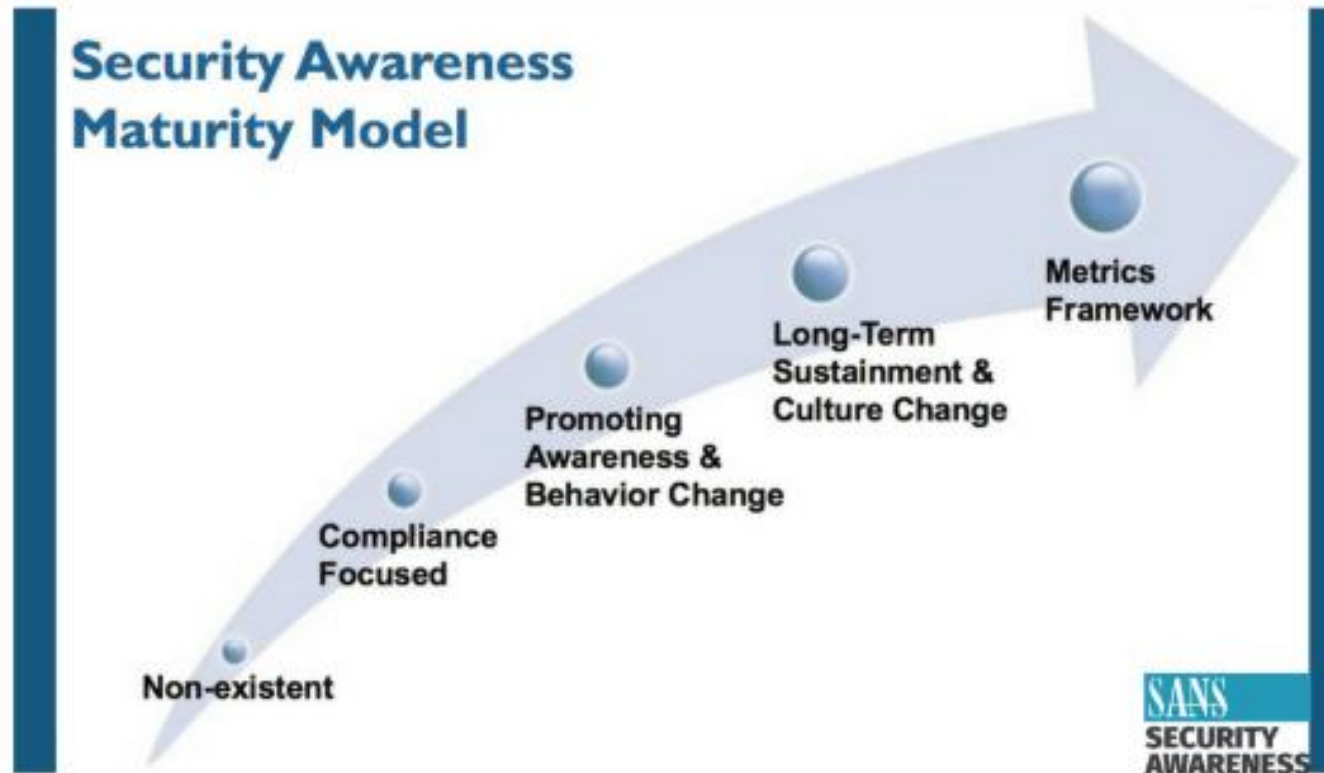 Security Awareness
Maturity Model
Metrics
Framework
Long-Term
Sustainment &
Culture Change
Promoting
Awareness &
Behavior Change
Compliance
Focused
Non-existent
SANS
SECURITY
AWARENESS